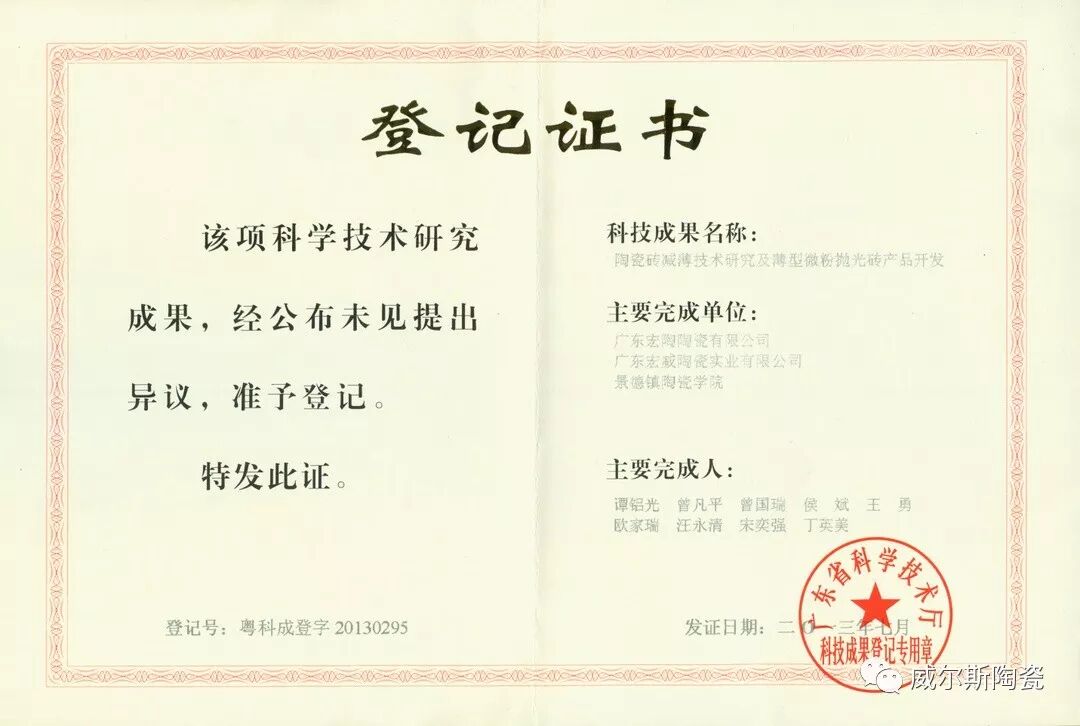 登记证书
该项科学技术研究
成果，经公布未见提出
异议，准予登记。
特发此证。
登记号：粤科成登字20130295
科技成果名称：
陶瓷砖减薄技术研究及薄型微粉抛光砖产品开发
主要完成单位：
广东宏陶陶瓷有限公司
广东宏威陶瓷实业有限公司
景德镇陶瓷学院
主要完成人：
谭铝光 曾凡平 曾国瑞 侯 斌 王 勇
欧家瑞 汪永清 宋奕强 丁英美
发证日期：二〇一三年七月
广东省科学技术厅
科技成果登记专用章
威尔斯陶瓷